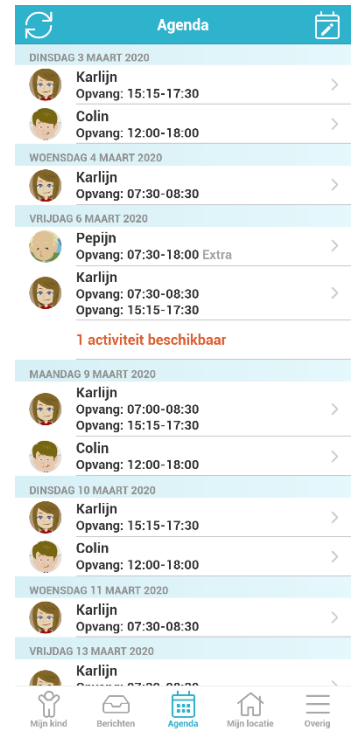 Agenda
DINSDAG 3 MAART 2020
Karlijn
Opvang: 15:15-17:30
Colin
Opvang: 12:00-18:00
WOENSDAG 4 MAART 2020
Karlijn
Opvang: 07:30-08:30
VRIJDAG 6 MAART 2020
Pepijn
Opvang: 07:30-18:00 Extra
Karlijn
Opvang: 07:30-08:30
Opvang: 15:15-17:30
1 activiteit beschikbaar
MAANDAG 9 MAART 2020
Karlijn
Opvang: 07:00-08:30
Opvang: 15:15-17:30
Colin
Opvang: 12:00-18:00
DINSDAG 10 MAART 2020
Karlijn
Opvang: 15:15-17:30
Colin
Opvang: 12:00-18:00
WOENSDAG 11 MAART 2020
Karlijn
Opvang: 07:30-08:30
VRIJDAG 13 MAART 2020
Karlijn
Mijn kind Berichten Agenda Mijn locatie Overig